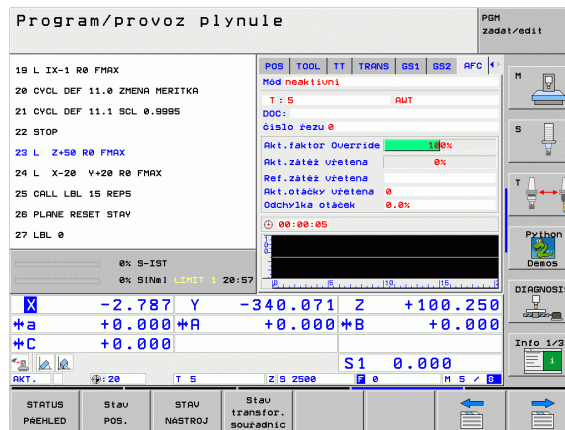 Program/provoz plynule
PGM
zadat/edit
19 L IX-1 R0 FMAX
20 CYCL DEF 11.0 ZMENA MERITKA
21 CYCL DEF 11.1 SCL 0.9995
22 STOP
23 L Z+50 R0 FMAX
24 L X-20 Y+20 R0 FMAX
25 CALL LBL 15 REP5
26 PLANE RESET STAY
27 LBL 0
0% S-IST
0% S[Nm] LIMIT 1 20:57
POS TOOL TT TRANS GS1 GS2 AFC
Mód neaktivní
T : 5 AWT
DOC:
číslo řezu 0
Akt.faktor Override 100%
Akt.zátěž vřetena 0%
Ref.zátěž vřetena
Akt.otáčky vřetena 0
Odchylka otáček 0.0%
00:00:05
0 5 10 15
X -2.787 Y -340.071 Z +100.250
a +0.000 A +0.000 B +0.000
C +0.000
S1 0.000
AKT. : 20 T 5 Z S 2500 F 0 M 5 / 8
M
S
T
Python
Demos
DIAGNOSI
Info 1/3
STATUS
PŘEHLED
Stav
POS.
STAV
NÁSTROJ
Stav
transfor.
souřadnic